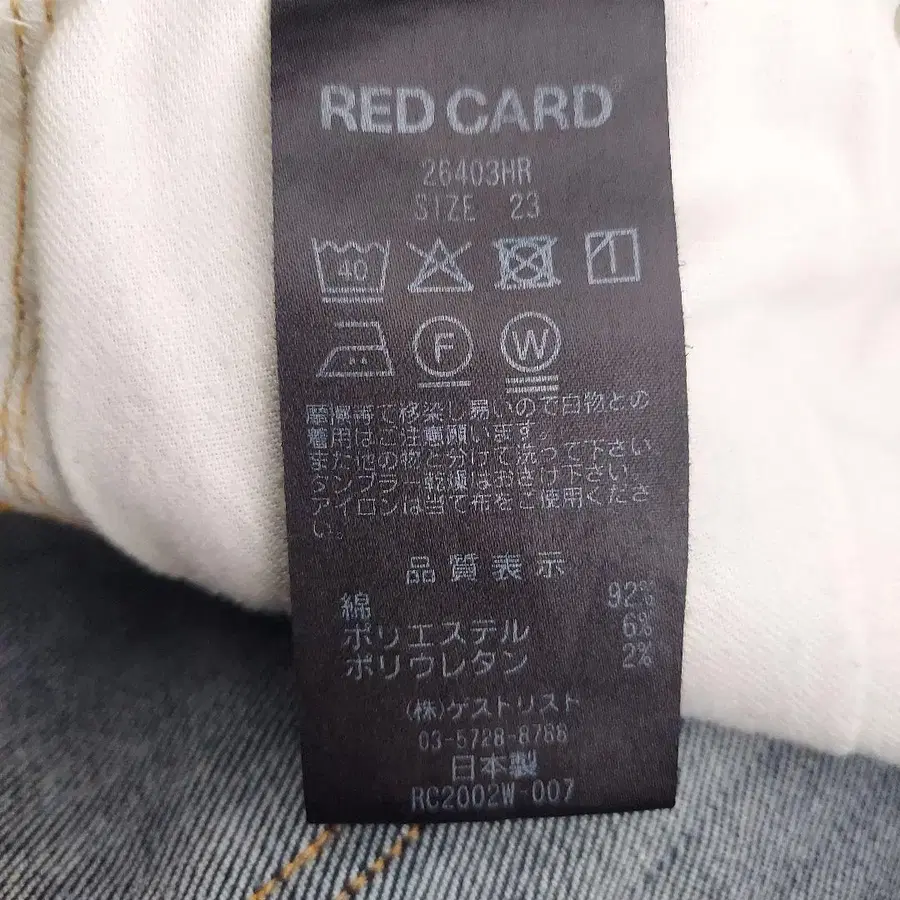 RED CARD®
26403HR
SIZE 23
40
F W
摩擦等で移染し易いので白物との
着用はご注意願います。
また他の物と分けて洗って下さい
タンブラー乾燥はおさけ下さい。
アイロンは当て布をご使用くださ
い。
品質表示
綿 92%
ポリエステル 6%
ポリウレタン 2%
(株)ゲストリスト
03-5728-8788
日本製
RC2002W-007